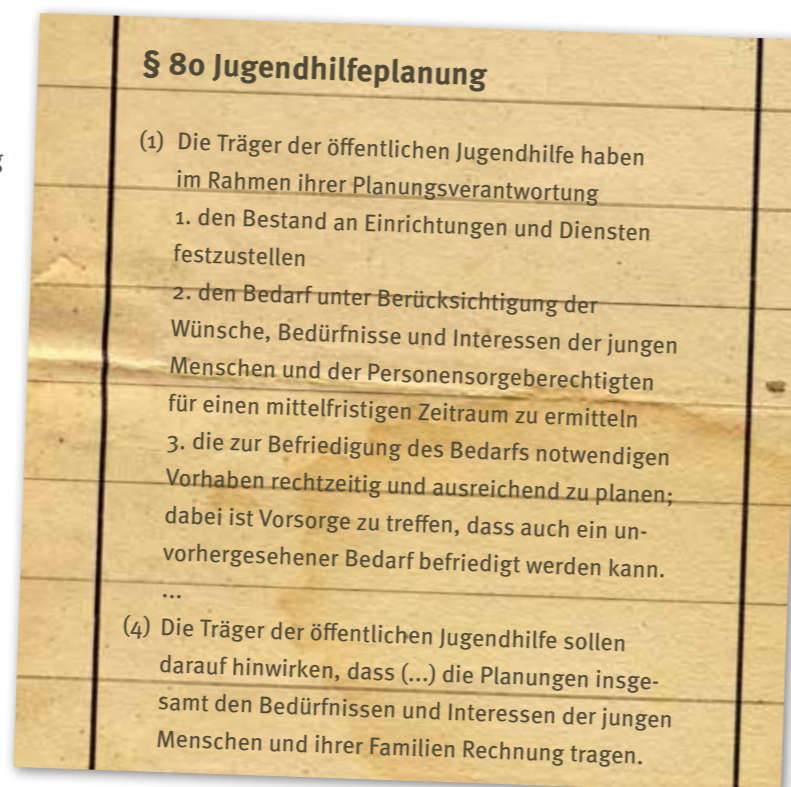 § 80 Jugendhilfeplanung
(1) Die Träger der öffentlichen Jugendhilfe haben
im Rahmen ihrer Planungsverantwortung
1. den Bestand an Einrichtungen und Diensten
festzustellen
2. den Bedarf unter Berücksichtigung der
Wünsche, Bedürfnisse und Interessen der jungen
Menschen und der Personensorgeberechtigten
für einen mittelfristigen Zeitraum zu ermitteln
3. die zur Befriedigung des Bedarfs notwendigen
Vorhaben rechtzeitig und ausreichend zu planen;
dabei ist Vorsorge zu treffen, dass auch ein un-
vorhergesehener Bedarf befriedigt werden kann.
...
(4) Die Träger der öffentlichen Jugendhilfe sollen
darauf hinwirken, dass (...) die Planungen insge-
samt den Bedürfnissen und Interessen der jungen
Menschen und ihrer Familien Rechnung tragen.